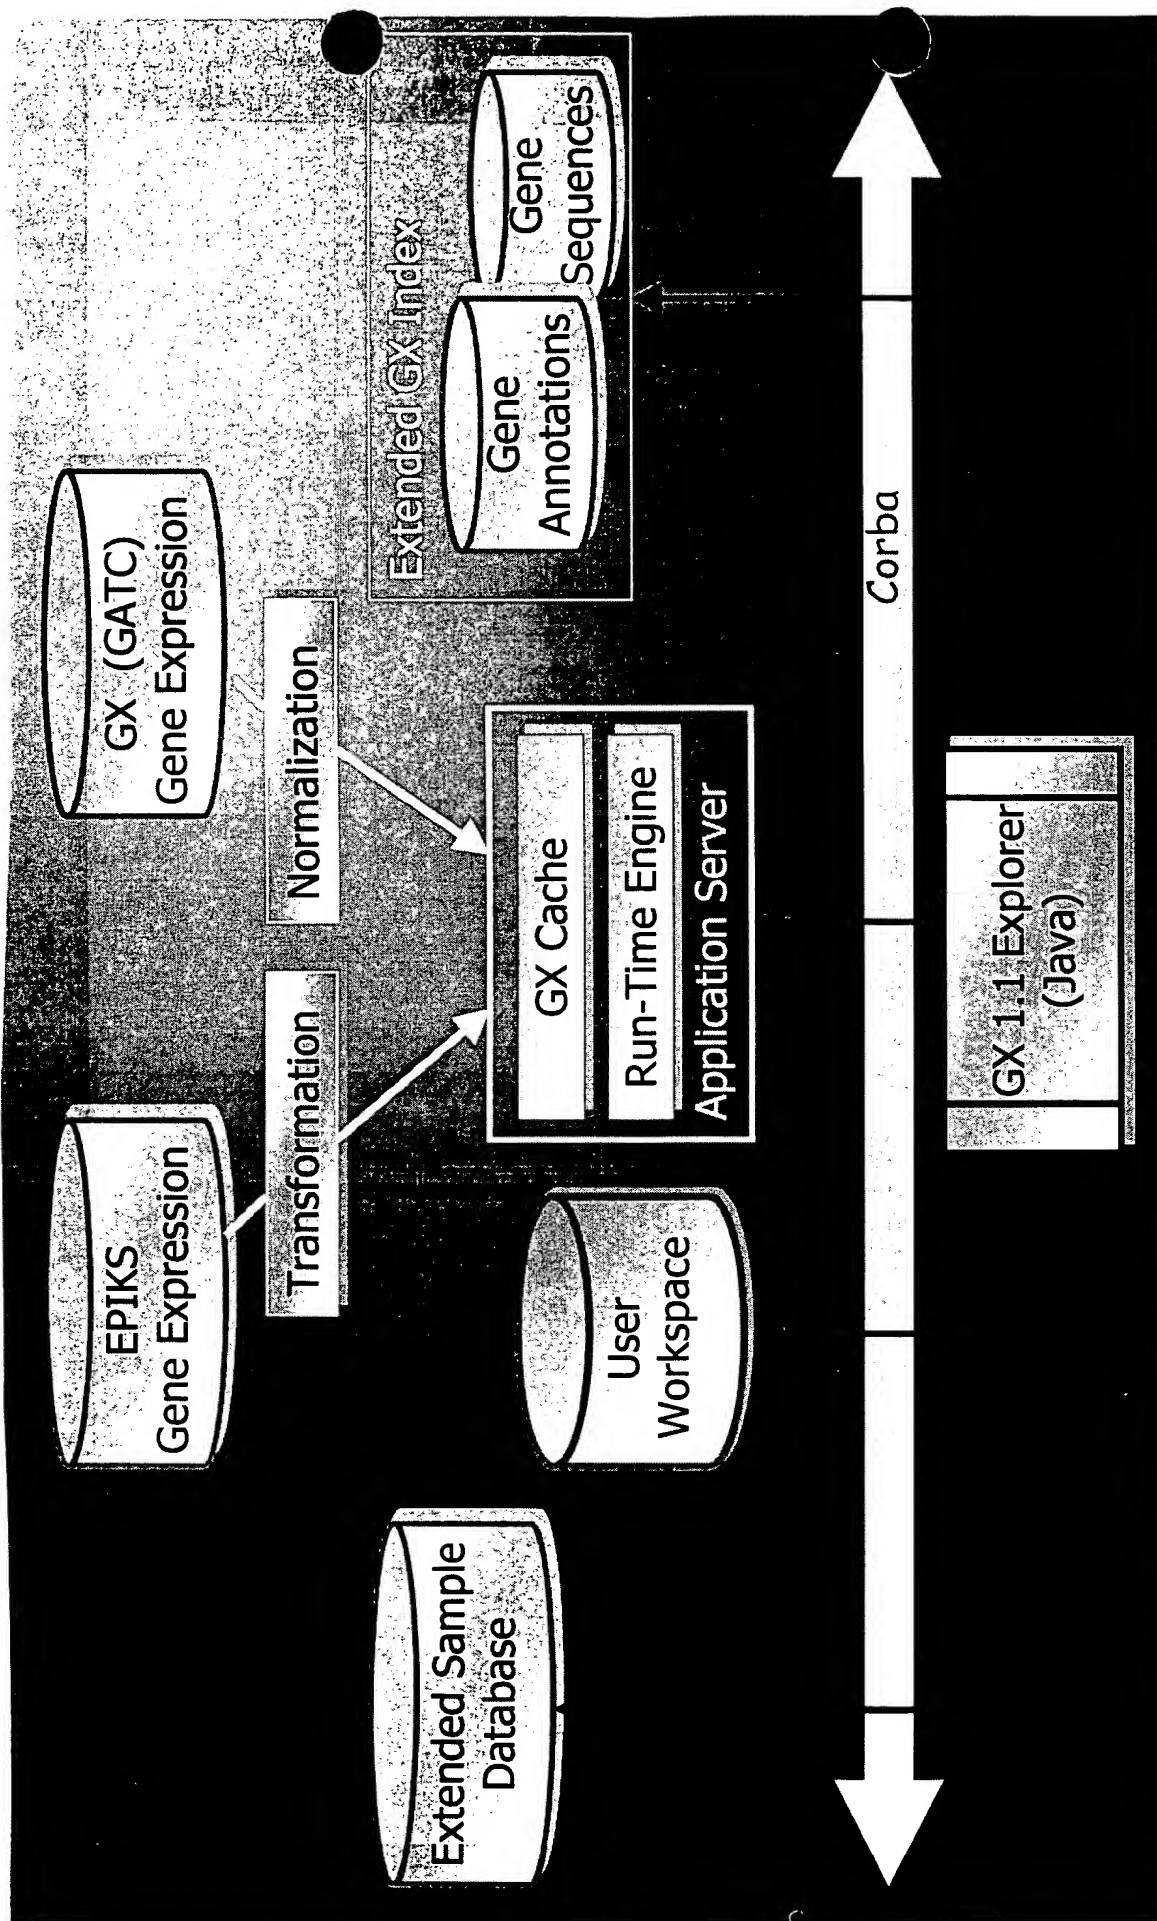 EPIKS
Gene Expression
GX (GATC)
Gene Expression
Transformation
Normalization
Extended Sample
Database
User
Workspace
GX Cache
Run-Time Engine
Application Server
Extended GX Index
Gene
Annotations
Gene
Sequences
Corba
GX 1.1 Explorer
(Java)